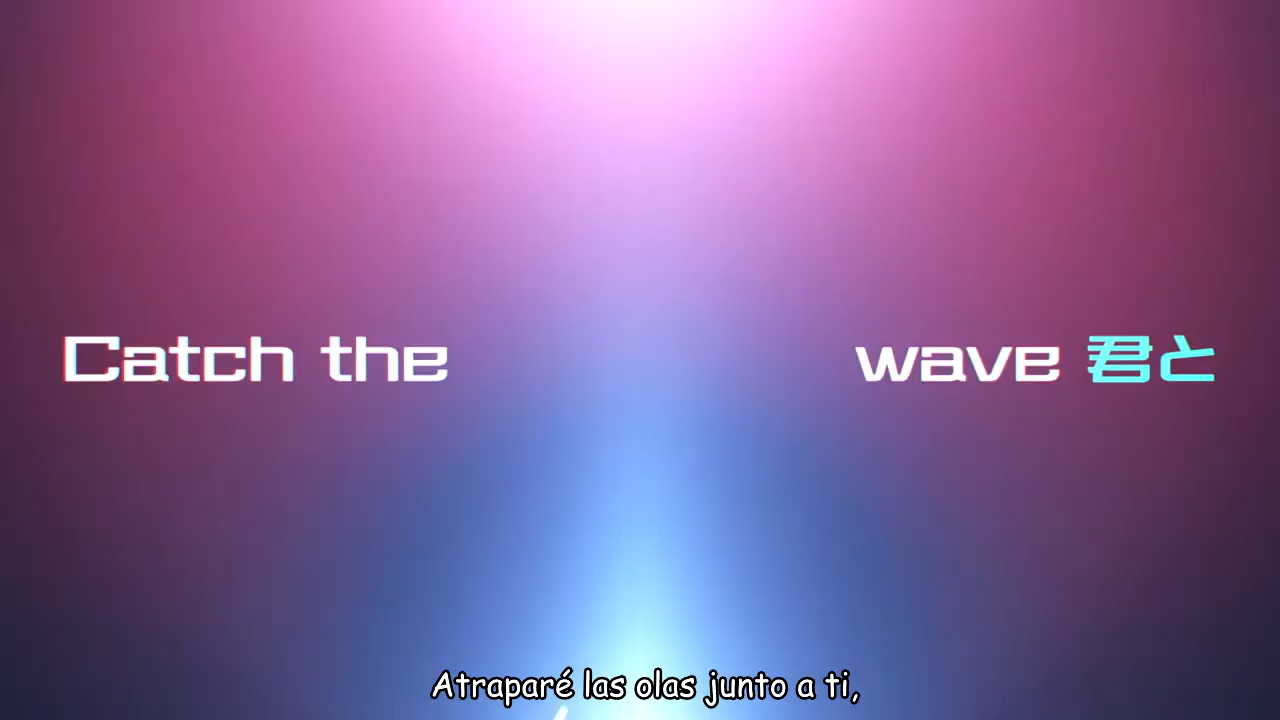 Catch the wave 君と
Atraparé las olas junto a ti,